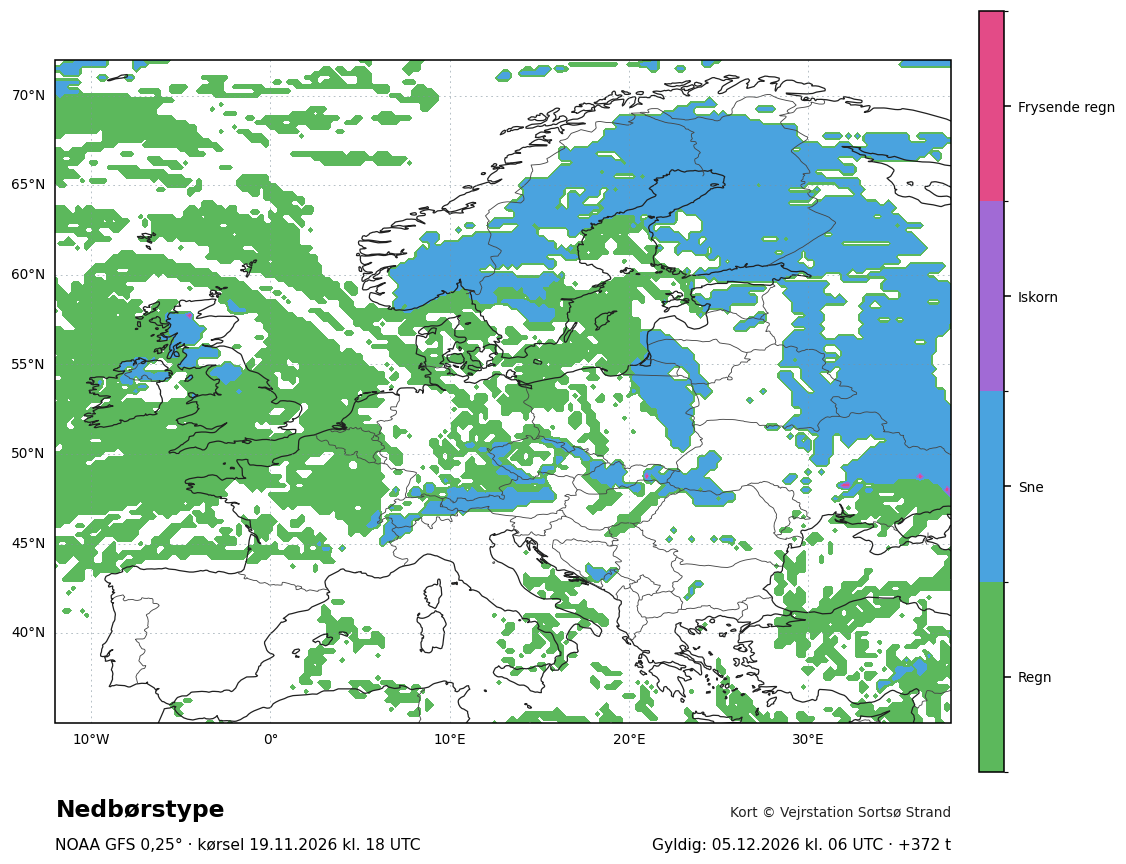 Frysende regn
Iskorn
Sne
Regn
70°N
65°N
60°N
55°N
50°N
45°N
40°N
10°W
0°
10°E
20°E
30°E
Nedbørstype
Kort © Vejrstation Sortsø Strand
NOAA GFS 0,25° · kørsel 19.11.2026 kl. 18 UTC
Gyldig: 05.12.2026 kl. 06 UTC · +372 t